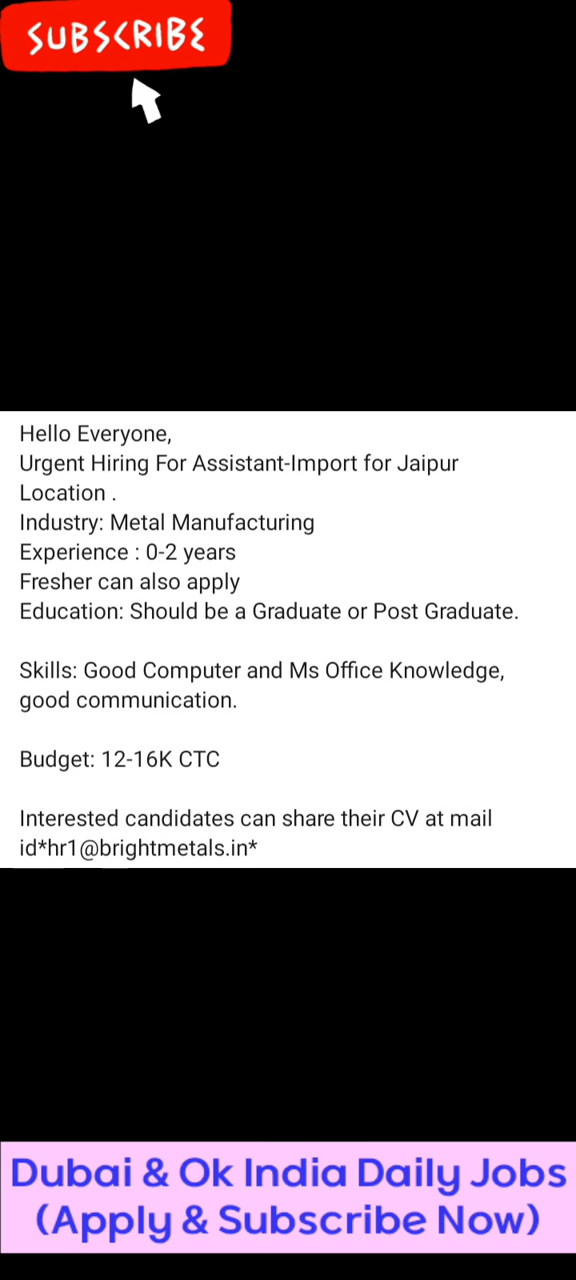 SUBSCRIBE
Hello Everyone,
Urgent Hiring For Assistant-Import for Jaipur
Location .
Industry: Metal Manufacturing
Experience : 0-2 years
Fresher can also apply
Education: Should be a Graduate or Post Graduate.
Skills: Good Computer and Ms Office Knowledge,
good communication.
Budget: 12-16K CTC
Interested candidates can share their CV at mail
id*hr1@brightmetals.in*
Dubai & Ok India Daily Jobs
(Apply & Subscribe Now)